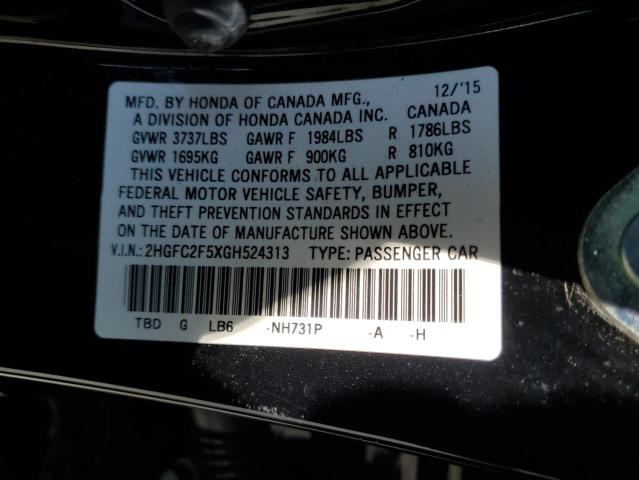 MFD. BY HONDA OF CANADA MFG., 12/'15
A DIVISION OF HONDA CANADA INC. CANADA
GVWR 3737LBS GAWR F 1984LBS R 1786LBS
GVWR 1695KG GAWR F 900KG R 810KG
THIS VEHICLE CONFORMS TO ALL APPLICABLE
FEDERAL MOTOR VEHICLE SAFETY, BUMPER,
AND THEFT PREVENTION STANDARDS IN EFFECT
ON THE DATE OF MANUFACTURE SHOWN ABOVE.
V.I.N.: 2HGFC2F5XGH524313 TYPE: PASSENGER CAR
TBD G LB6 -NH731P -A -H